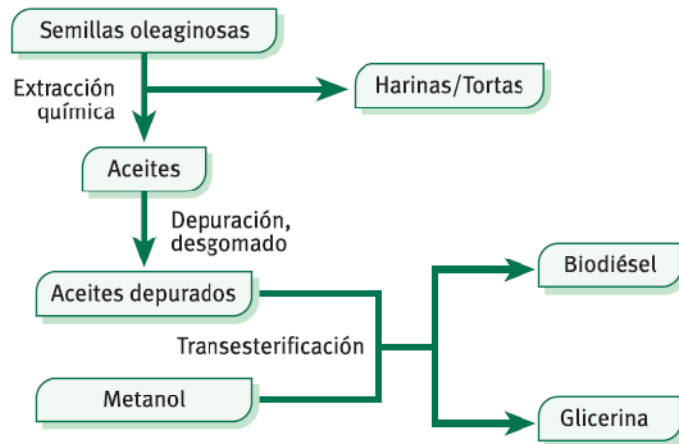 Semillas oleaginosas
Extracción
química
Harinas/Tortas
Aceites
Depuración,
desgomado
Aceites depurados
Biodiésel
Transesterificación
Metanol
Glicerina